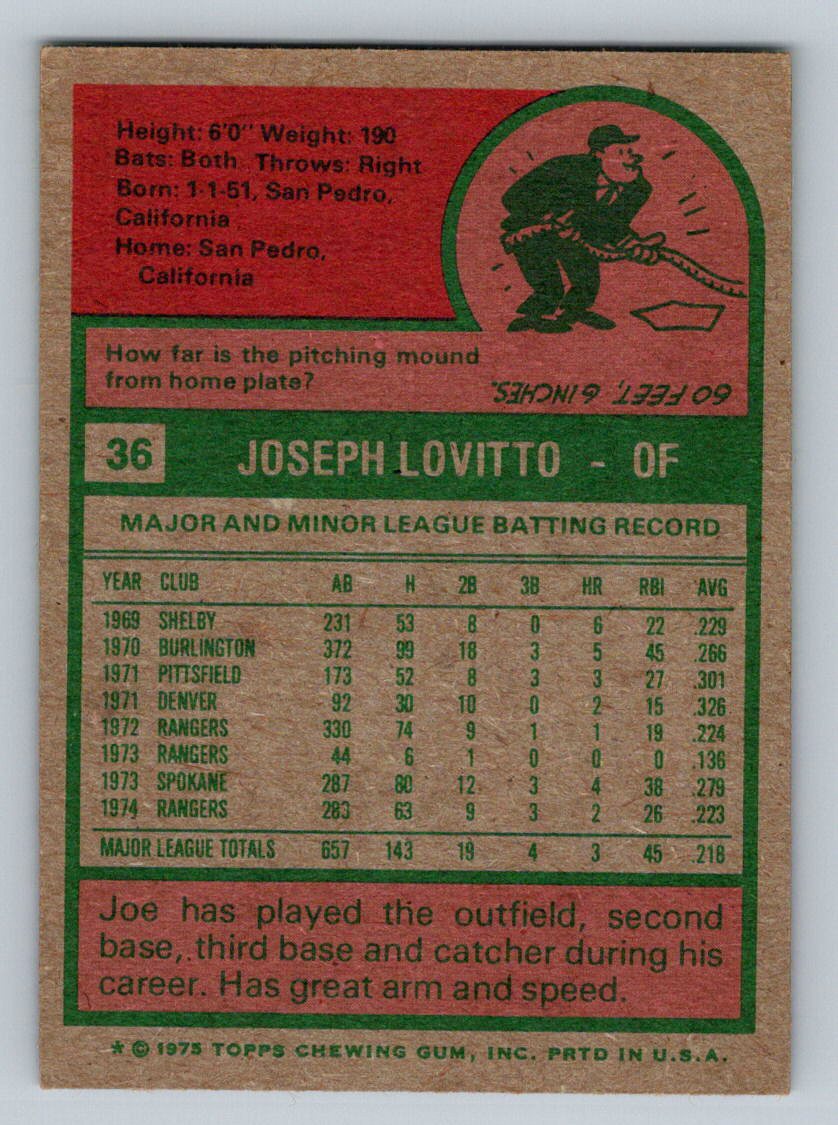 Height: 6'0" Weight: 190
Bats: Both Throws: Right
Born: 1-1-51, San Pedro,
California
Home: San Pedro,
California
How far is the pitching mound
from home plate?
60 FEET, 6 INCHES.
36 JOSEPH LOVITTO - OF
MAJOR AND MINOR LEAGUE BATTING RECORD
YEAR CLUB AB H 2B 3B HR RBI AVG
1969 SHELBY 231 53 8 0 6 22 .229
1970 BURLINGTON 372 99 18 3 5 45 .266
1971 PITTSFIELD 173 52 8 3 3 27 .301
1971 DENVER 92 30 10 0 2 15 .326
1972 RANGERS 330 74 9 1 1 19 .224
1973 RANGERS 44 6 1 0 0 0 .136
1973 SPOKANE 287 80 12 3 4 38 .279
1974 RANGERS 283 63 9 3 2 26 .223
MAJOR LEAGUE TOTALS 657 143 19 4 3 45 .218
Joe has played the outfield, second
base, third base and catcher during his
career. Has great arm and speed.
* © 1975 TOPPS CHEWING GUM, INC. PRTD IN U.S.A.